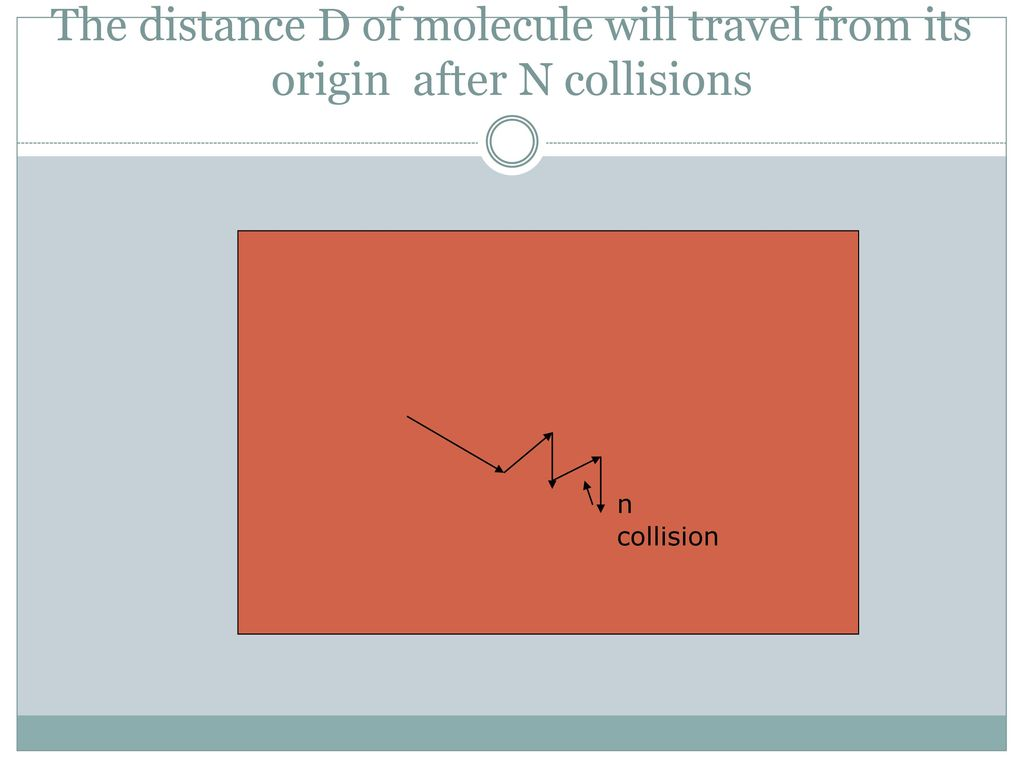 The distance D of molecule will travel from its
origin  after N collisions
n
collision